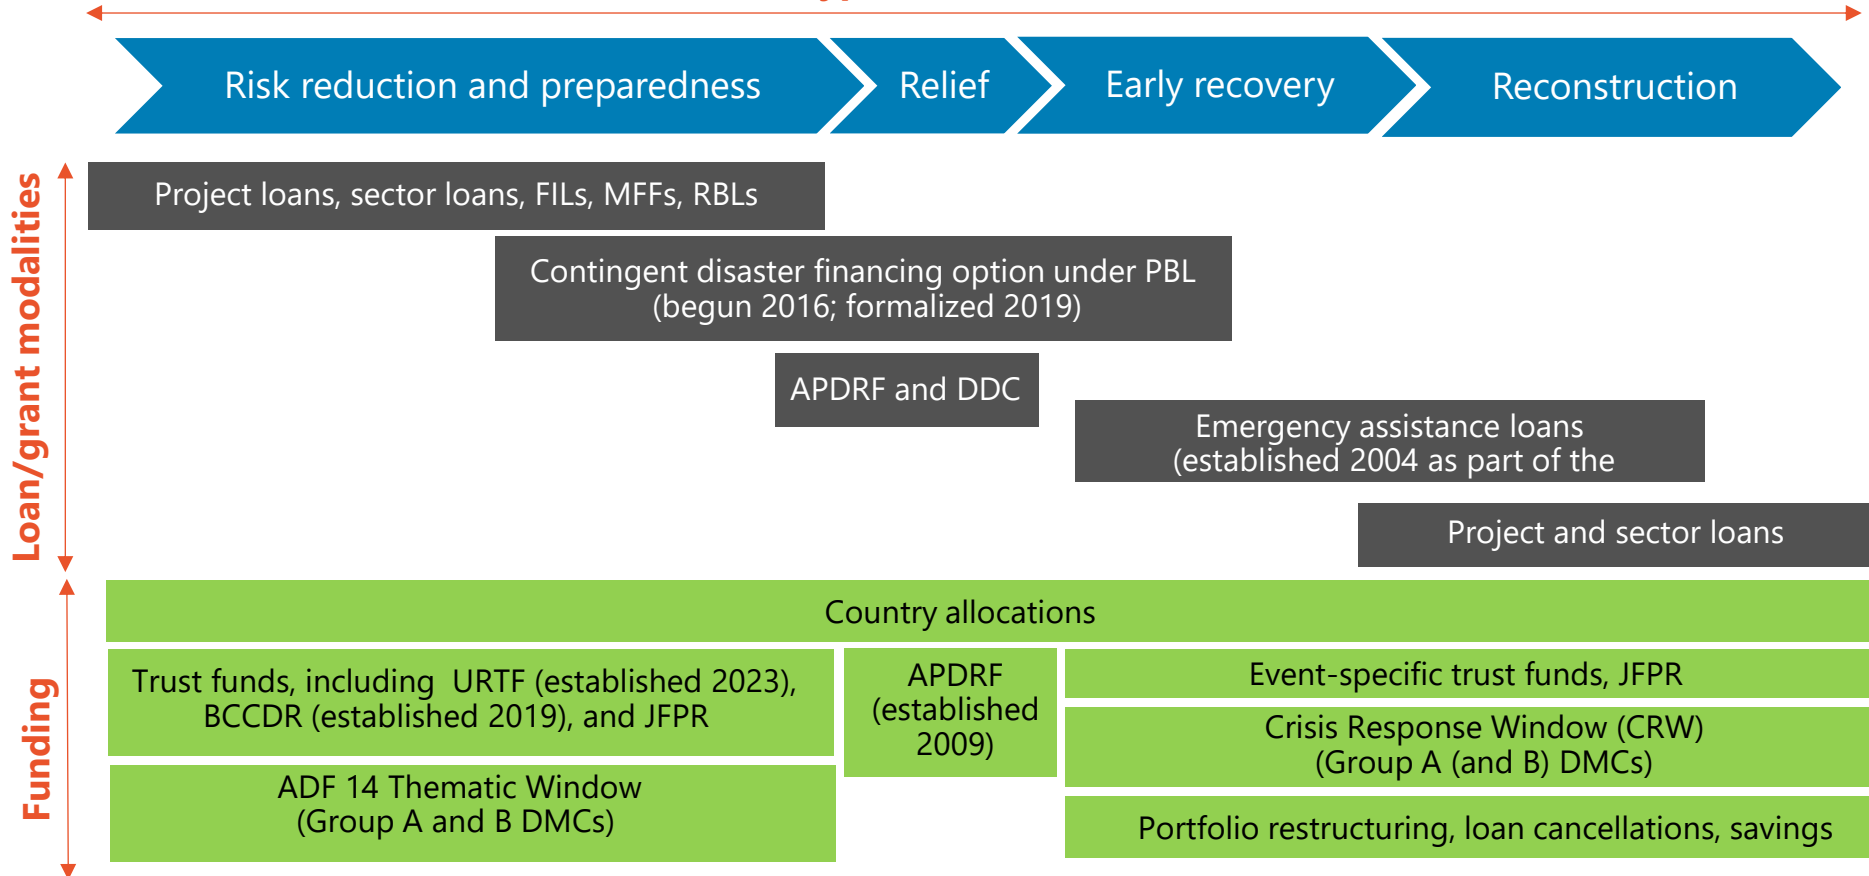 Risk reduction and preparedness
Relief
Early recovery
Reconstruction
Loan/grant modalities
Project loans, sector loans, FILs, MFFs, RBLs
Contingent disaster financing option under PBL
(begun 2016; formalized 2019)
APDRF and DDC
Emergency assistance loans
(established 2004 as part of the
Project and sector loans
Funding
Country allocations
Trust funds, including URTF (established 2023),
BCCDR (established 2019), and JFPR
APDRF
(established
2009)
Event-specific trust funds, JFPR
Crisis Response Window (CRW)
(Group A (and B) DMCs)
ADF 14 Thematic Window
(Group A and B DMCs)
Portfolio restructuring, loan cancellations, savings